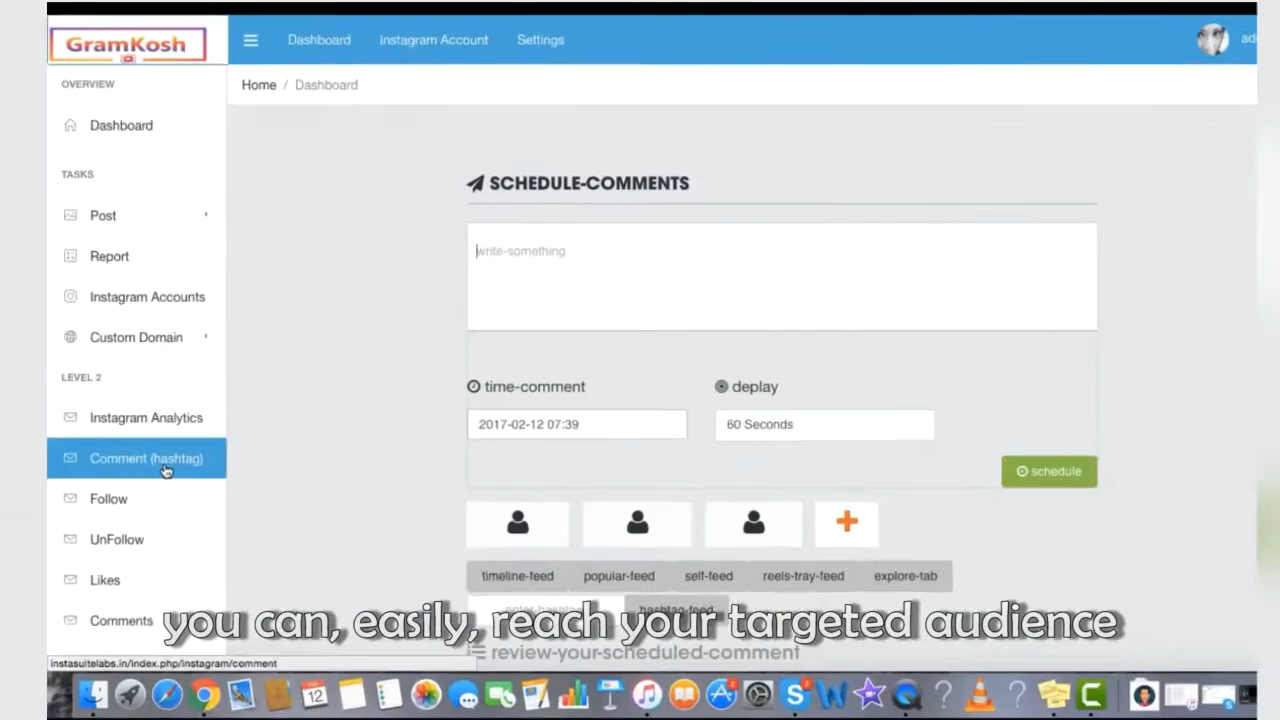 GramKosh
Dashboard
Instagram Account
Settings
OVERVIEW
Home / Dashboard
Dashboard
TASKS
SCHEDULE-COMMENTS
Post
write-something
Report
Instagram Accounts
Custom Domain
LEVEL 2
time-comment
deplay
Instagram Analytics
2017-02-12 07:39
60 Seconds
Comment (hashtag)
schedule
Follow
UnFollow
timeline-feed
popular-feed
self-feed
reels-tray-feed
explore-tab
Likes
hashtag-feed
Comments
you can, easily, reach your targeted audience
review-your-scheduled-comment
instasuitelabs.in/index.php/instagram/comment
12